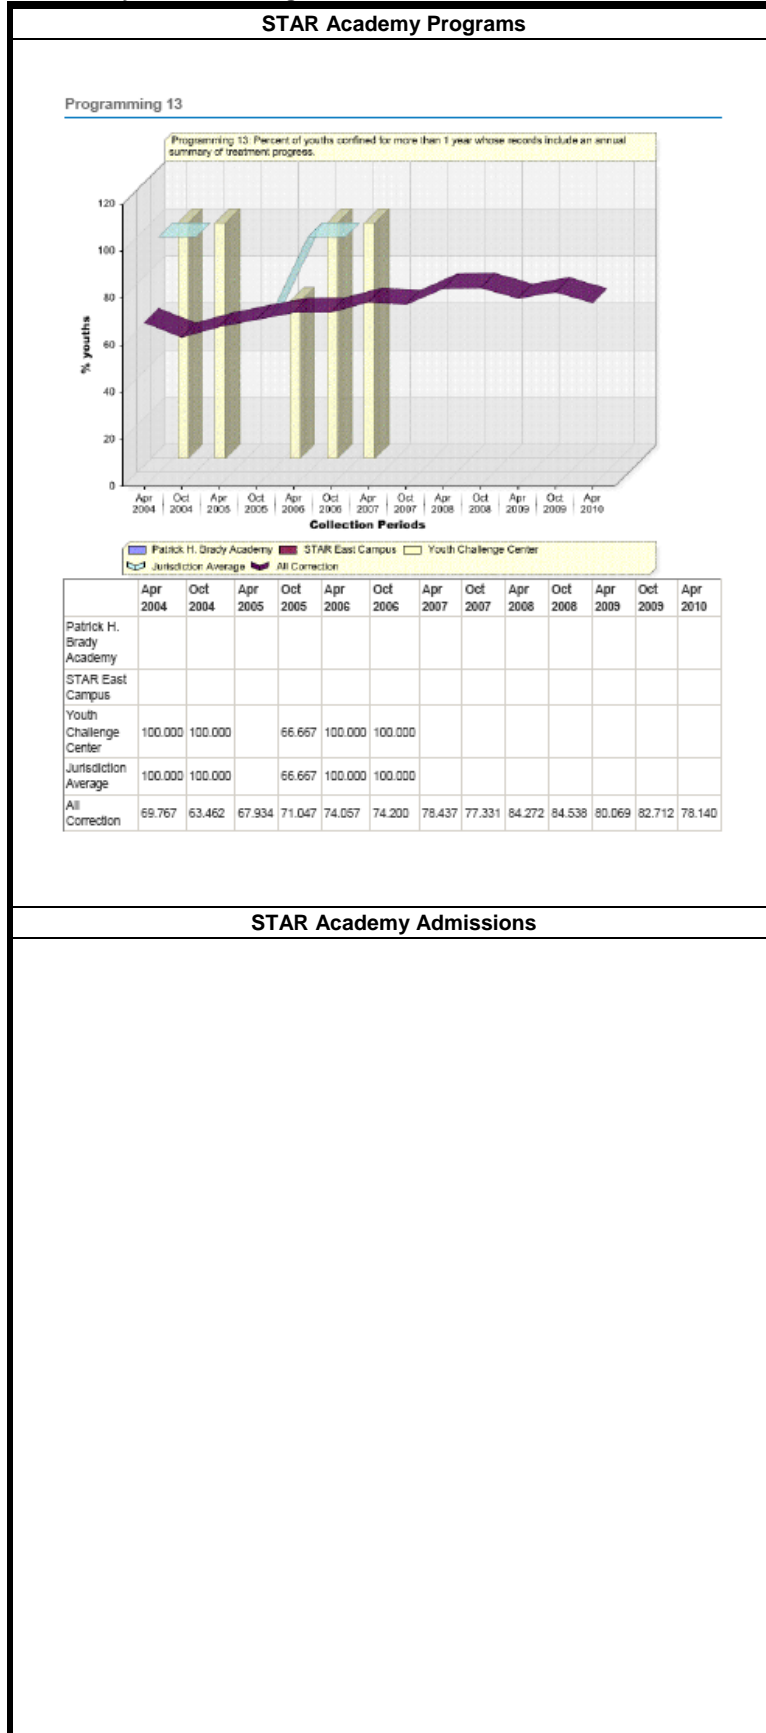 STAR Academy Programs
Programming 13
Programming 13. Percent of youths confined for more than 1 year whose records include an annual
summary of treatment progress.
120
100
80
60
40
20
0
% youths
Apr 2004 Oct 2004 Apr 2005 Oct 2005 Apr 2006 Oct 2006 Apr 2007 Oct 2007 Apr 2008 Oct 2008 Apr 2009 Oct 2009 Apr 2010
Collection Periods
Patrick H. Brady Academy STAR East Campus Youth Challenge Center
Jurisdiction Average All Correction
Apr 2004 Oct 2004 Apr 2005 Oct 2005 Apr 2006 Oct 2006 Apr 2007 Oct 2007 Apr 2008 Oct 2008 Apr 2009 Oct 2009 Apr 2010
Patrick H. Brady Academy
STAR East Campus
Youth Challenge Center 100.000 100.000 66.667 100.000 100.000
Jurisdiction Average 100.000 100.000 66.667 100.000 100.000
All Correction 69.767 63.462 67.934 71.047 74.057 74.200 78.437 77.331 84.272 84.538 80.069 82.712 78.140
STAR Academy Admissions